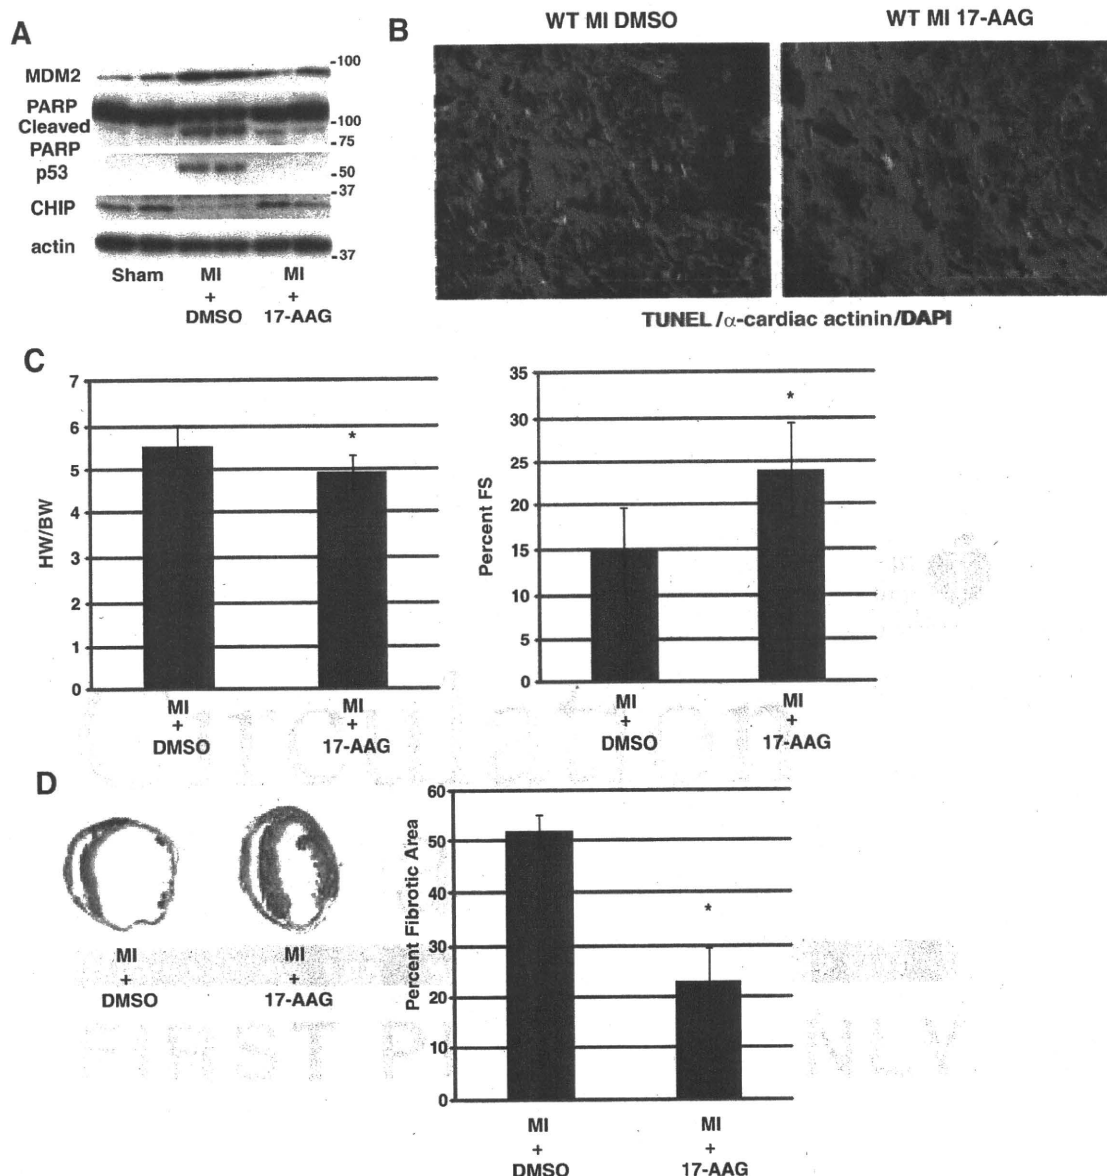 A
MDM2
PARP
Cleaved
PARP
p53
CHIP
actin
-100
-100
-75
-50
-37
-37
Sham
MI
+
DMSO
MI
+
17-AAG
B
WT MI DMSO
WT MI 17-AAG
TUNEL/α-cardiac actinin/DAPI
C
7
6
5
4
3
2
1
0
HW/BW
*
MI
+
DMSO
MI
+
17-AAG
35
30
25
20
15
10
5
0
Percent FS
*
MI
+
DMSO
MI
+
17-AAG
Circulation
D
MI
+
DMSO
MI
+
17-AAG
60
50
40
30
20
10
0
Percent Fibrotic Area
*
MI
+
DMSO
MI
+
17-AAG
FIRST P NLY